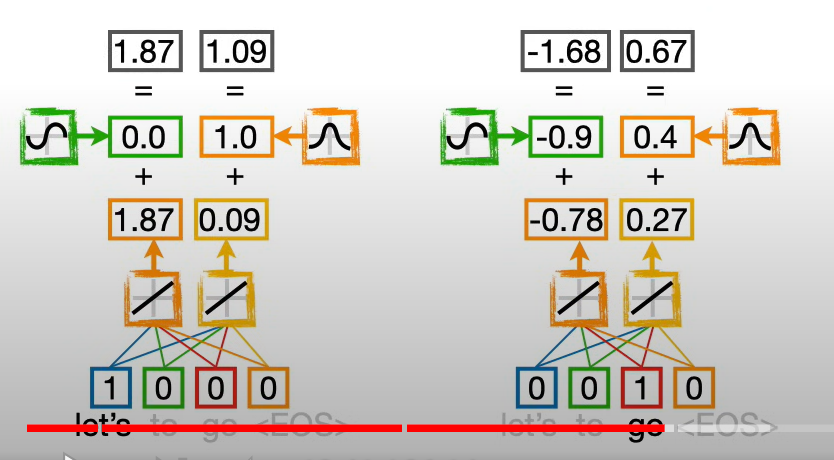 1.87 1.09 -1.68 0.67
= = = =
0.0 1.0 -0.9 0.4
+ + + +
1.87 0.09 -0.78 0.27
1 0 0 0 0 0 1 0
let's to go <EOS> let's to go <EOS>